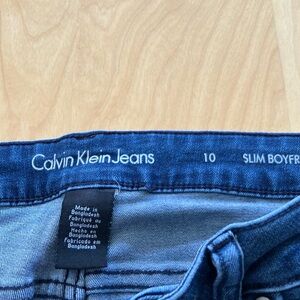 Calvin Klein Jeans 10 SLIM BOYFR
Made in
Bangladesh
Fabriqué au
Bangladesh
Hecho en
Bangladesh
Fabricado em
Bangladesh